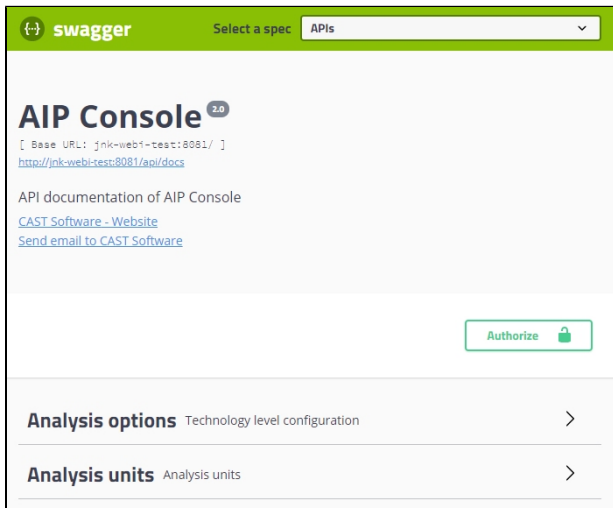 {··} swagger Select a spec APIs
AIP Console 2.0
[ Base URL: jnk-webi-test:8081/ ]
http://jnk-webi-test:8081/api/docs
API documentation of AIP Console
CAST Software - Website
Send email to CAST Software
Authorize
Analysis options Technology level configuration
Analysis units Analysis units